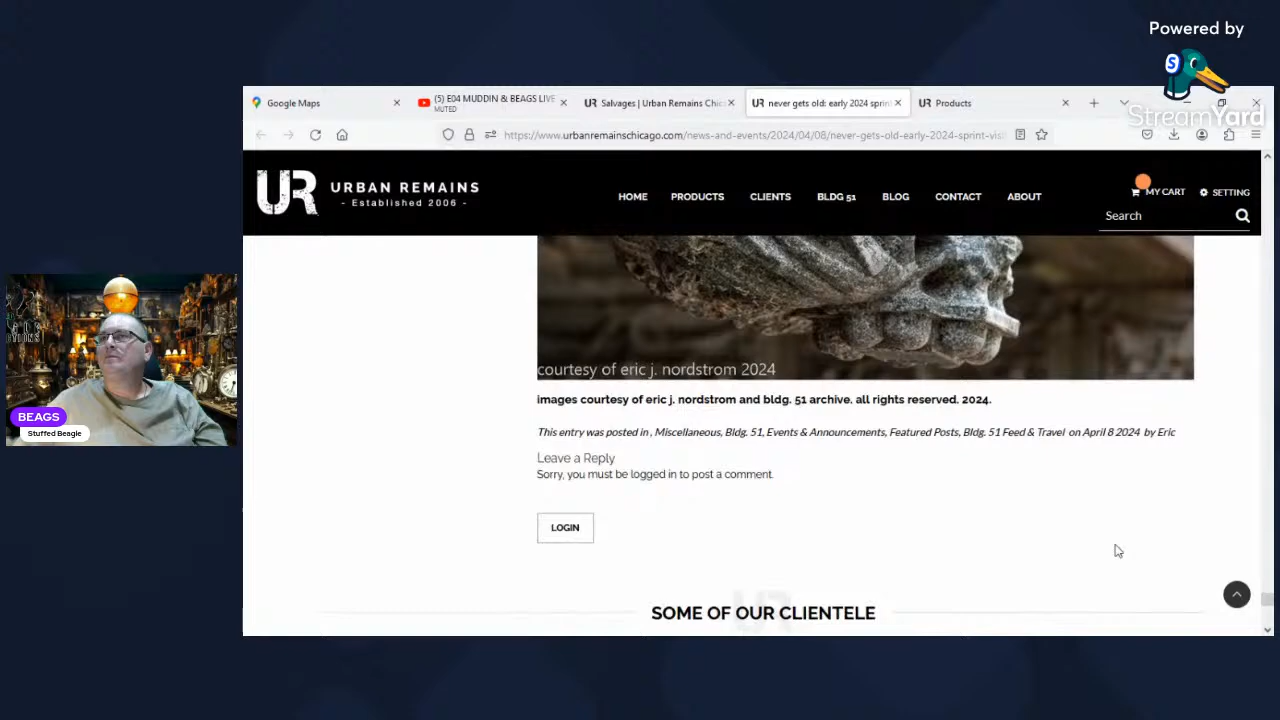 Powered by
S
StreamYard
Google Maps
(5) E04 MUDDIN & BEAGS LIVE
MUTED
UR Salvages | Urban Remains Chic
UR never gets old: early 2024 sprin
Products
https://www.urbanremainschicago.com/news-and-events/2024/04/08/never-gets-old-early-2024-sprint-vis
UR
URBAN REMAINS
- Established 2006 -
HOME PRODUCTS CLIENTS BLDG 51 BLOG CONTACT ABOUT
MY CART SETTING
Search
courtesy of eric j. nordstrom 2024
images courtesy of eric j. nordstrom and bldg. 51 archive. all rights reserved. 2024.
This entry was posted in , Miscellaneous, Bldg. 51, Events & Announcements, Featured Posts, Bldg. 51 Feed & Travel on April 8 2024 by Eric
Leave a Reply
Sorry, you must be logged in to post a comment.
LOGIN
SOME OF OUR CLIENTELE
BEAGS
Stuffed Beagle